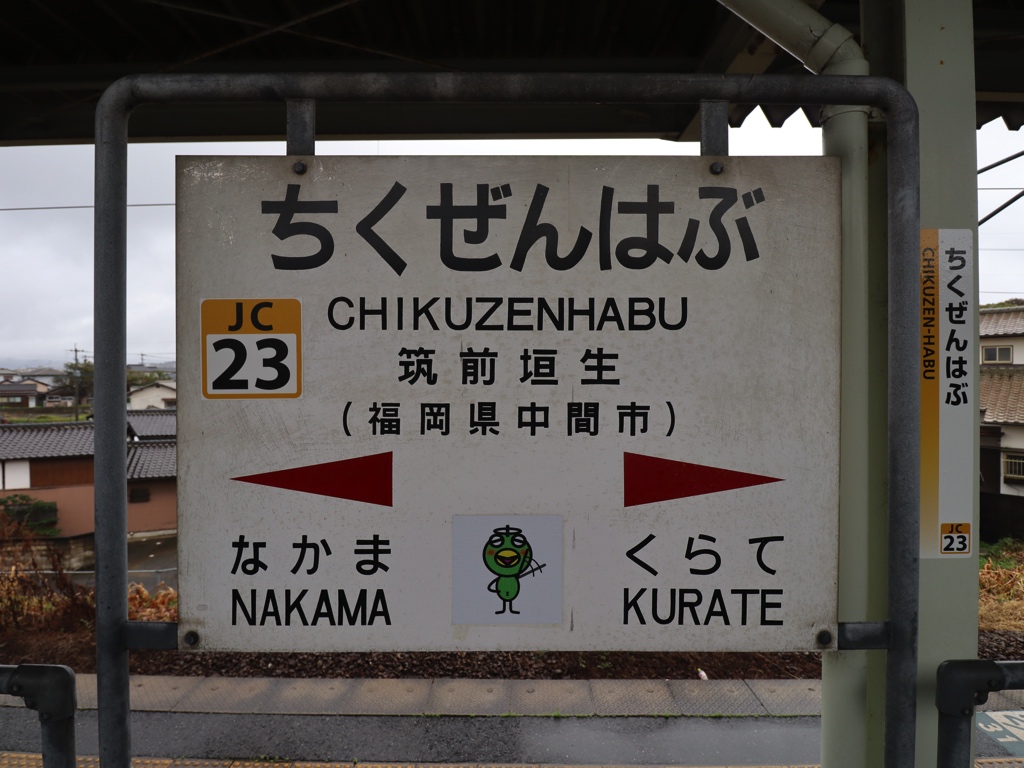 ちくぜんはぶ
CHIKUZENHABU
JC
23
筑前垣生
(福岡県中間市)
なかま
NAKAMA
くらて
KURATE
ちくぜんはぶ
CHIKUZEN-HABU
JC
23